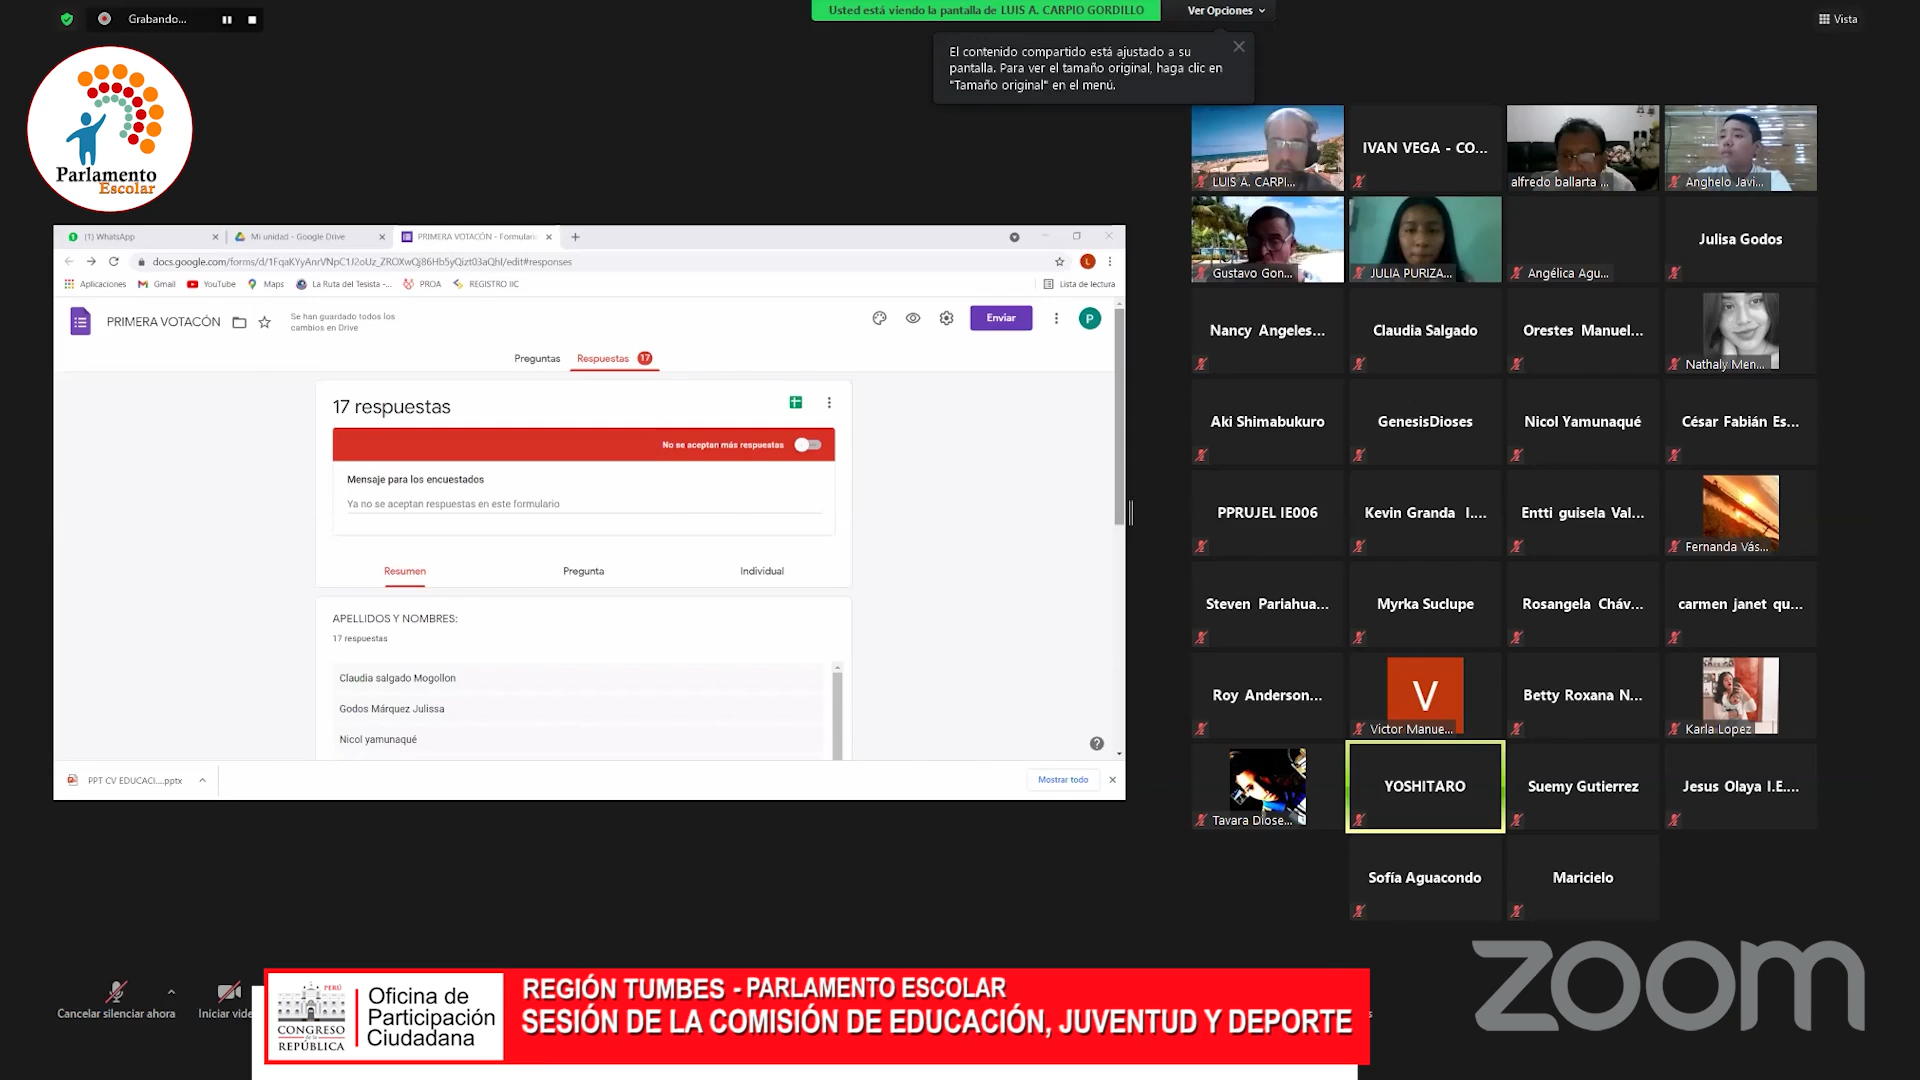 Grabando...
Usted está viendo la pantalla de LUIS A. CARPIO GORDILLO
Ver Opciones
Vista
El contenido compartido está ajustado a su
pantalla. Para ver el tamaño original, haga clic en
"Tamaño original" en el menú.
Parlamento
Escolar
(1) WhatsApp
Mi unidad - Google Drive
PRIMERA VOTACÓN - Formulario
docs.google.com/forms/d/1FqaKYyAnrVNpC1J2oUz_ZROXwQj86Hb5yQizt03aQhI/edit#responses
L
Aplicaciones
Gmail
YouTube
Maps
La Ruta del Tesista -...
PROA
REGISTRO IIC
Lista de lectura
PRIMERA VOTACÓN
Se han guardado todos los
cambios en Drive
Enviar
P
Preguntas
Respuestas 17
17 respuestas
No se aceptan más respuestas
Mensaje para los encuestados
Ya no se aceptan respuestas en este formulario
Resumen
Pregunta
Individual
APELLIDOS Y NOMBRES:
17 respuestas
Claudia salgado Mogollon
Godos Márquez Julissa
Nicol yamunaqué
PPT CV EDUCACI....pptx
Mostrar todo
LUIS A. CARPI...
IVAN VEGA - CO...
alfredo ballarta ...
Anghelo Javi...
Gustavo Gon...
JULIA PURIZA...
Angélica Agu...
Julisa Godos
Nancy Angeles...
Claudia Salgado
Orestes Manuel...
Nathaly Men...
Aki Shimabukuro
GenesisDioses
Nicol Yamunaqué
César Fabián Es...
PPRUJEL IE006
Kevin Granda I....
Entti guisela Val...
Fernanda Vás...
Steven Pariahua...
Myrka Suclupe
Rosangela Cháv...
carmen janet qu...
Roy Anderson...
V
Victor Manue...
Betty Roxana N...
Karla Lopez
Tavara Diose...
YOSHITARO
Suemy Gutierrez
Jesus Olaya I.E....
Sofía Aguacondo
Maricielo
Cancelar silenciar ahora
Iniciar vide
PERÚ
CONGRESO
de la
REPÚBLICA
Oficina de
Participación
Ciudadana
REGIÓN TUMBES - PARLAMENTO ESCOLAR
SESIÓN DE LA COMISIÓN DE EDUCACIÓN, JUVENTUD Y DEPORTE
zoom